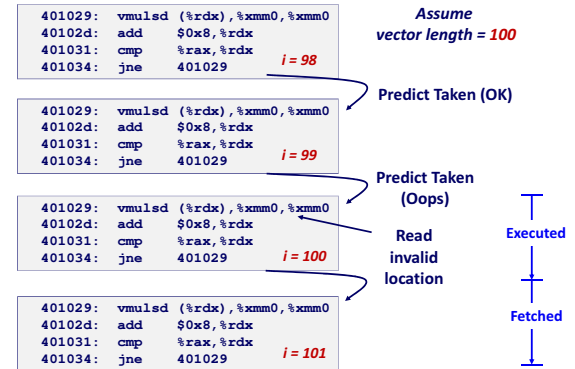 401029: vmulsd (%rdx),%xmm0,%xmm0
40102d: add $0x8,%rdx
401031: cmp %rax,%rdx
401034: jne 401029
i = 98
Assume
vector length = 100
Predict Taken (OK)
401029: vmulsd (%rdx),%xmm0,%xmm0
40102d: add $0x8,%rdx
401031: cmp %rax,%rdx
401034: jne 401029
i = 99
Predict Taken
(Oops)
401029: vmulsd (%rdx),%xmm0,%xmm0
40102d: add $0x8,%rdx
401031: cmp %rax,%rdx
401034: jne 401029
i = 100
Read
invalid
location
Executed
401029: vmulsd (%rdx),%xmm0,%xmm0
40102d: add $0x8,%rdx
401031: cmp %rax,%rdx
401034: jne 401029
i = 101
Fetched